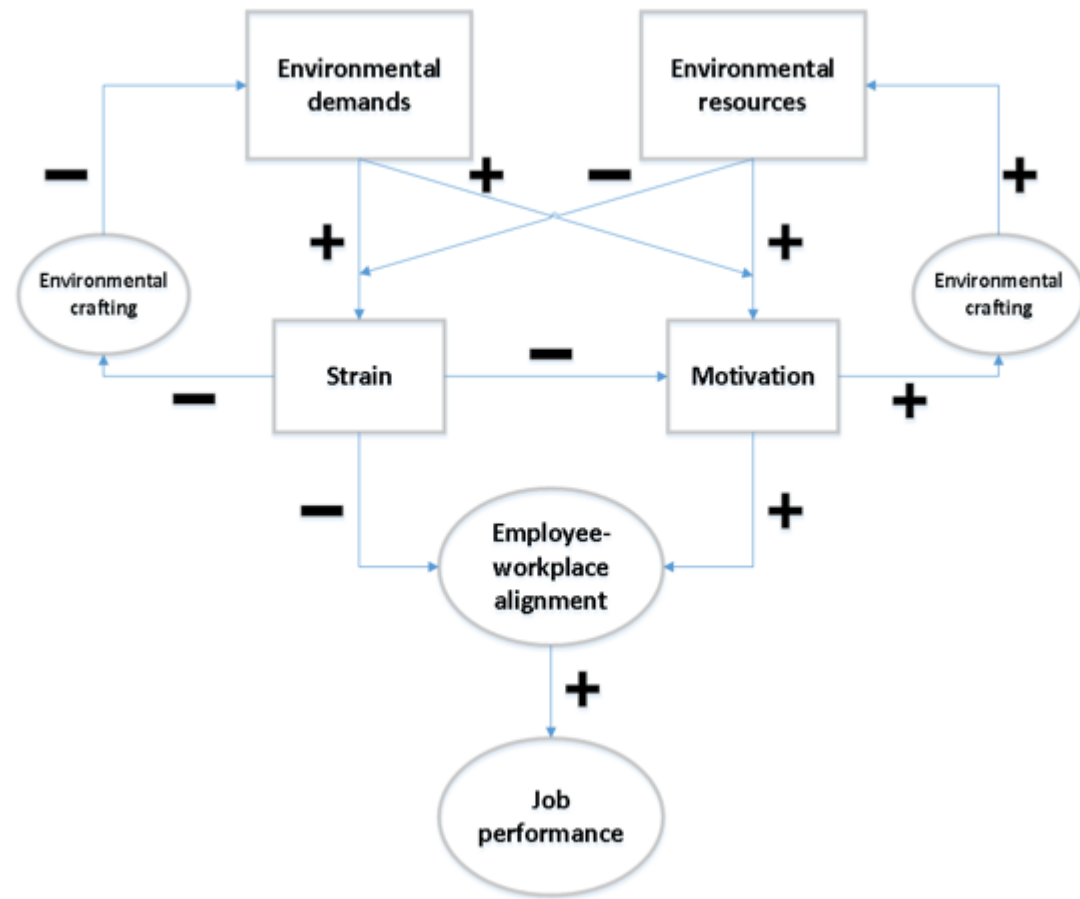 Environmental
demands
Environmental
resources
−
+
−
+
+
+
Environmental
crafting
Environmental
crafting
Strain
−
Motivation
−
+
−
+
Employee-
workplace
alignment
+
Job
performance